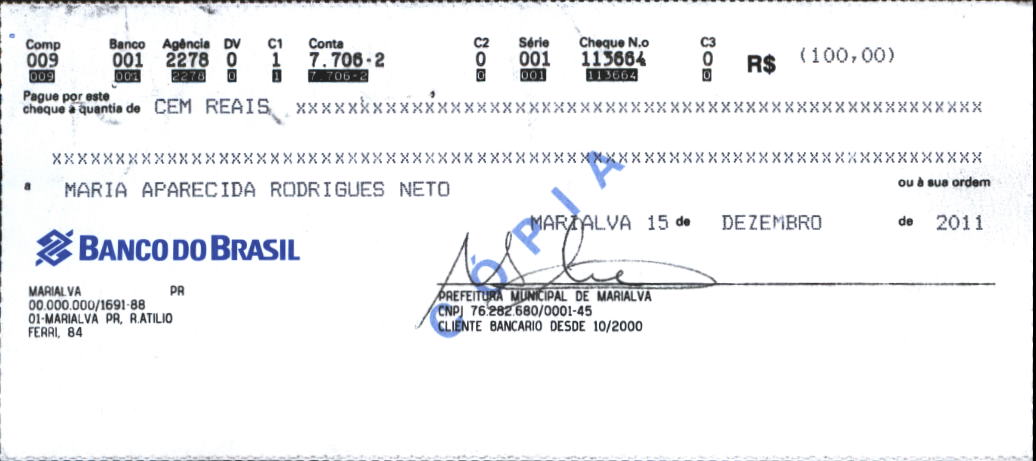 Comp Banco Agência DV C1 Conta C2 Série Cheque N.o C3
009 001 2278 0 1 7.706-2 0 001 113664 0 R$ (100,00)
009 001 2278 0 1 7.706-2 0 001 113664 0
Pague por este
cheque a quantia de CEM REAIS xxxxxxxxxxxxxxxxxxxxxxxxxxxxxxxxxxxxxxxxxxxxxxxxxxxxxxxxxxxxxxx
xxxxxxxxxxxxxxxxxxxxxxxxxxxxxxxxxxxxxxxxxxxxxxxxxxxxxxxxxxxxxxxxxxxxxxxxxxxxxxxxxxxxxx
a MARIA APARECIDA RODRIGUES NETO ou à sua ordem
MARIALVA 15 de DEZEMBRO de 2011
BANCO DO BRASIL
CÓPIA
MARIALVA PR
00.000.000/1691-88
01-MARIALVA PR, R.ATILIO
FERRI, 84
PREFEITURA MUNICIPAL DE MARIALVA
CNPJ 76.282.680/0001-45
CLIENTE BANCARIO DESDE 10/2000